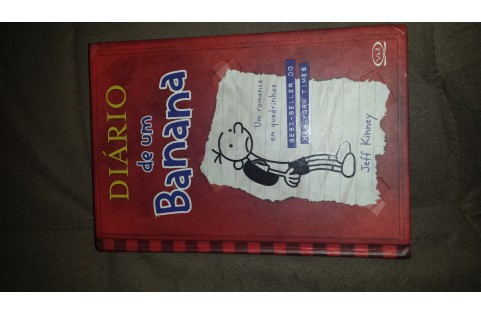 DIÁRIO
de um
Banana
Um romance
em quadrinhos
BEST-SELLER DO
NEW YORK TIMES
Jeff Kinney
V&R